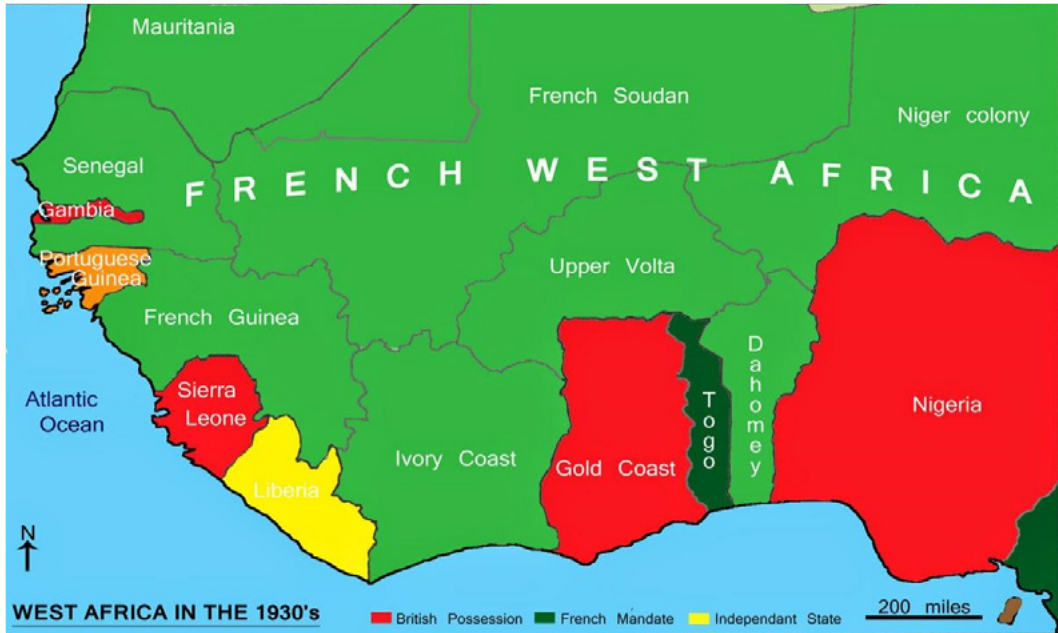 Mauritania
French Soudan
Niger colony
Senegal
FRENCH WEST AFRICA
Gambia
Portuguese
Guinea
Upper Volta
French Guinea
Dahomey
Sierra
Leone
Atlantic
Ocean
Togo
Nigeria
Ivory Coast
Gold Coast
Liberia
N
WEST AFRICA IN THE 1930's
British Possession
French Mandate
Independant State
200 miles